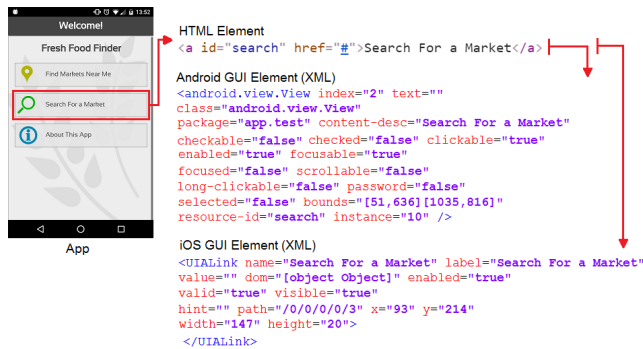 13:52
Welcome!
Fresh Food Finder
Find Markets Near Me
Search For a Market
About This App
App
HTML Element
<a id="search" href="#">Search For a Market</a>
Android GUI Element (XML)
<android.view.View index="2" text=""
class="android.view.View"
package="app.test" content-desc="Search For a Market"
checkable="false" checked="false" clickable="true"
enabled="true" focusable="true"
focused="false" scrollable="false"
long-clickable="false" password="false"
selected="false" bounds="[51,636][1035,816]"
resource-id="search" instance="10" />
iOS GUI Element (XML)
<UIALink name="Search For a Market" label="Search For a Market"
value="" dom="[object Object]" enabled="true"
valid="true" visible="true"
hint="" path="/0/0/0/0/3" x="93" y="214"
width="147" height="20">
</UIALink>